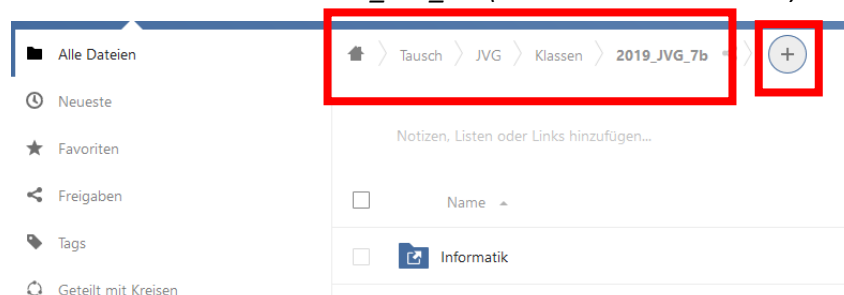 Alle Dateien
Tausch JVG Klassen 2019_JVG_7b +
Neueste
Notizen, Listen oder Links hinzufügen...
Favoriten
Freigaben
Name
Tags
Informatik
Geteilt mit Kreisen